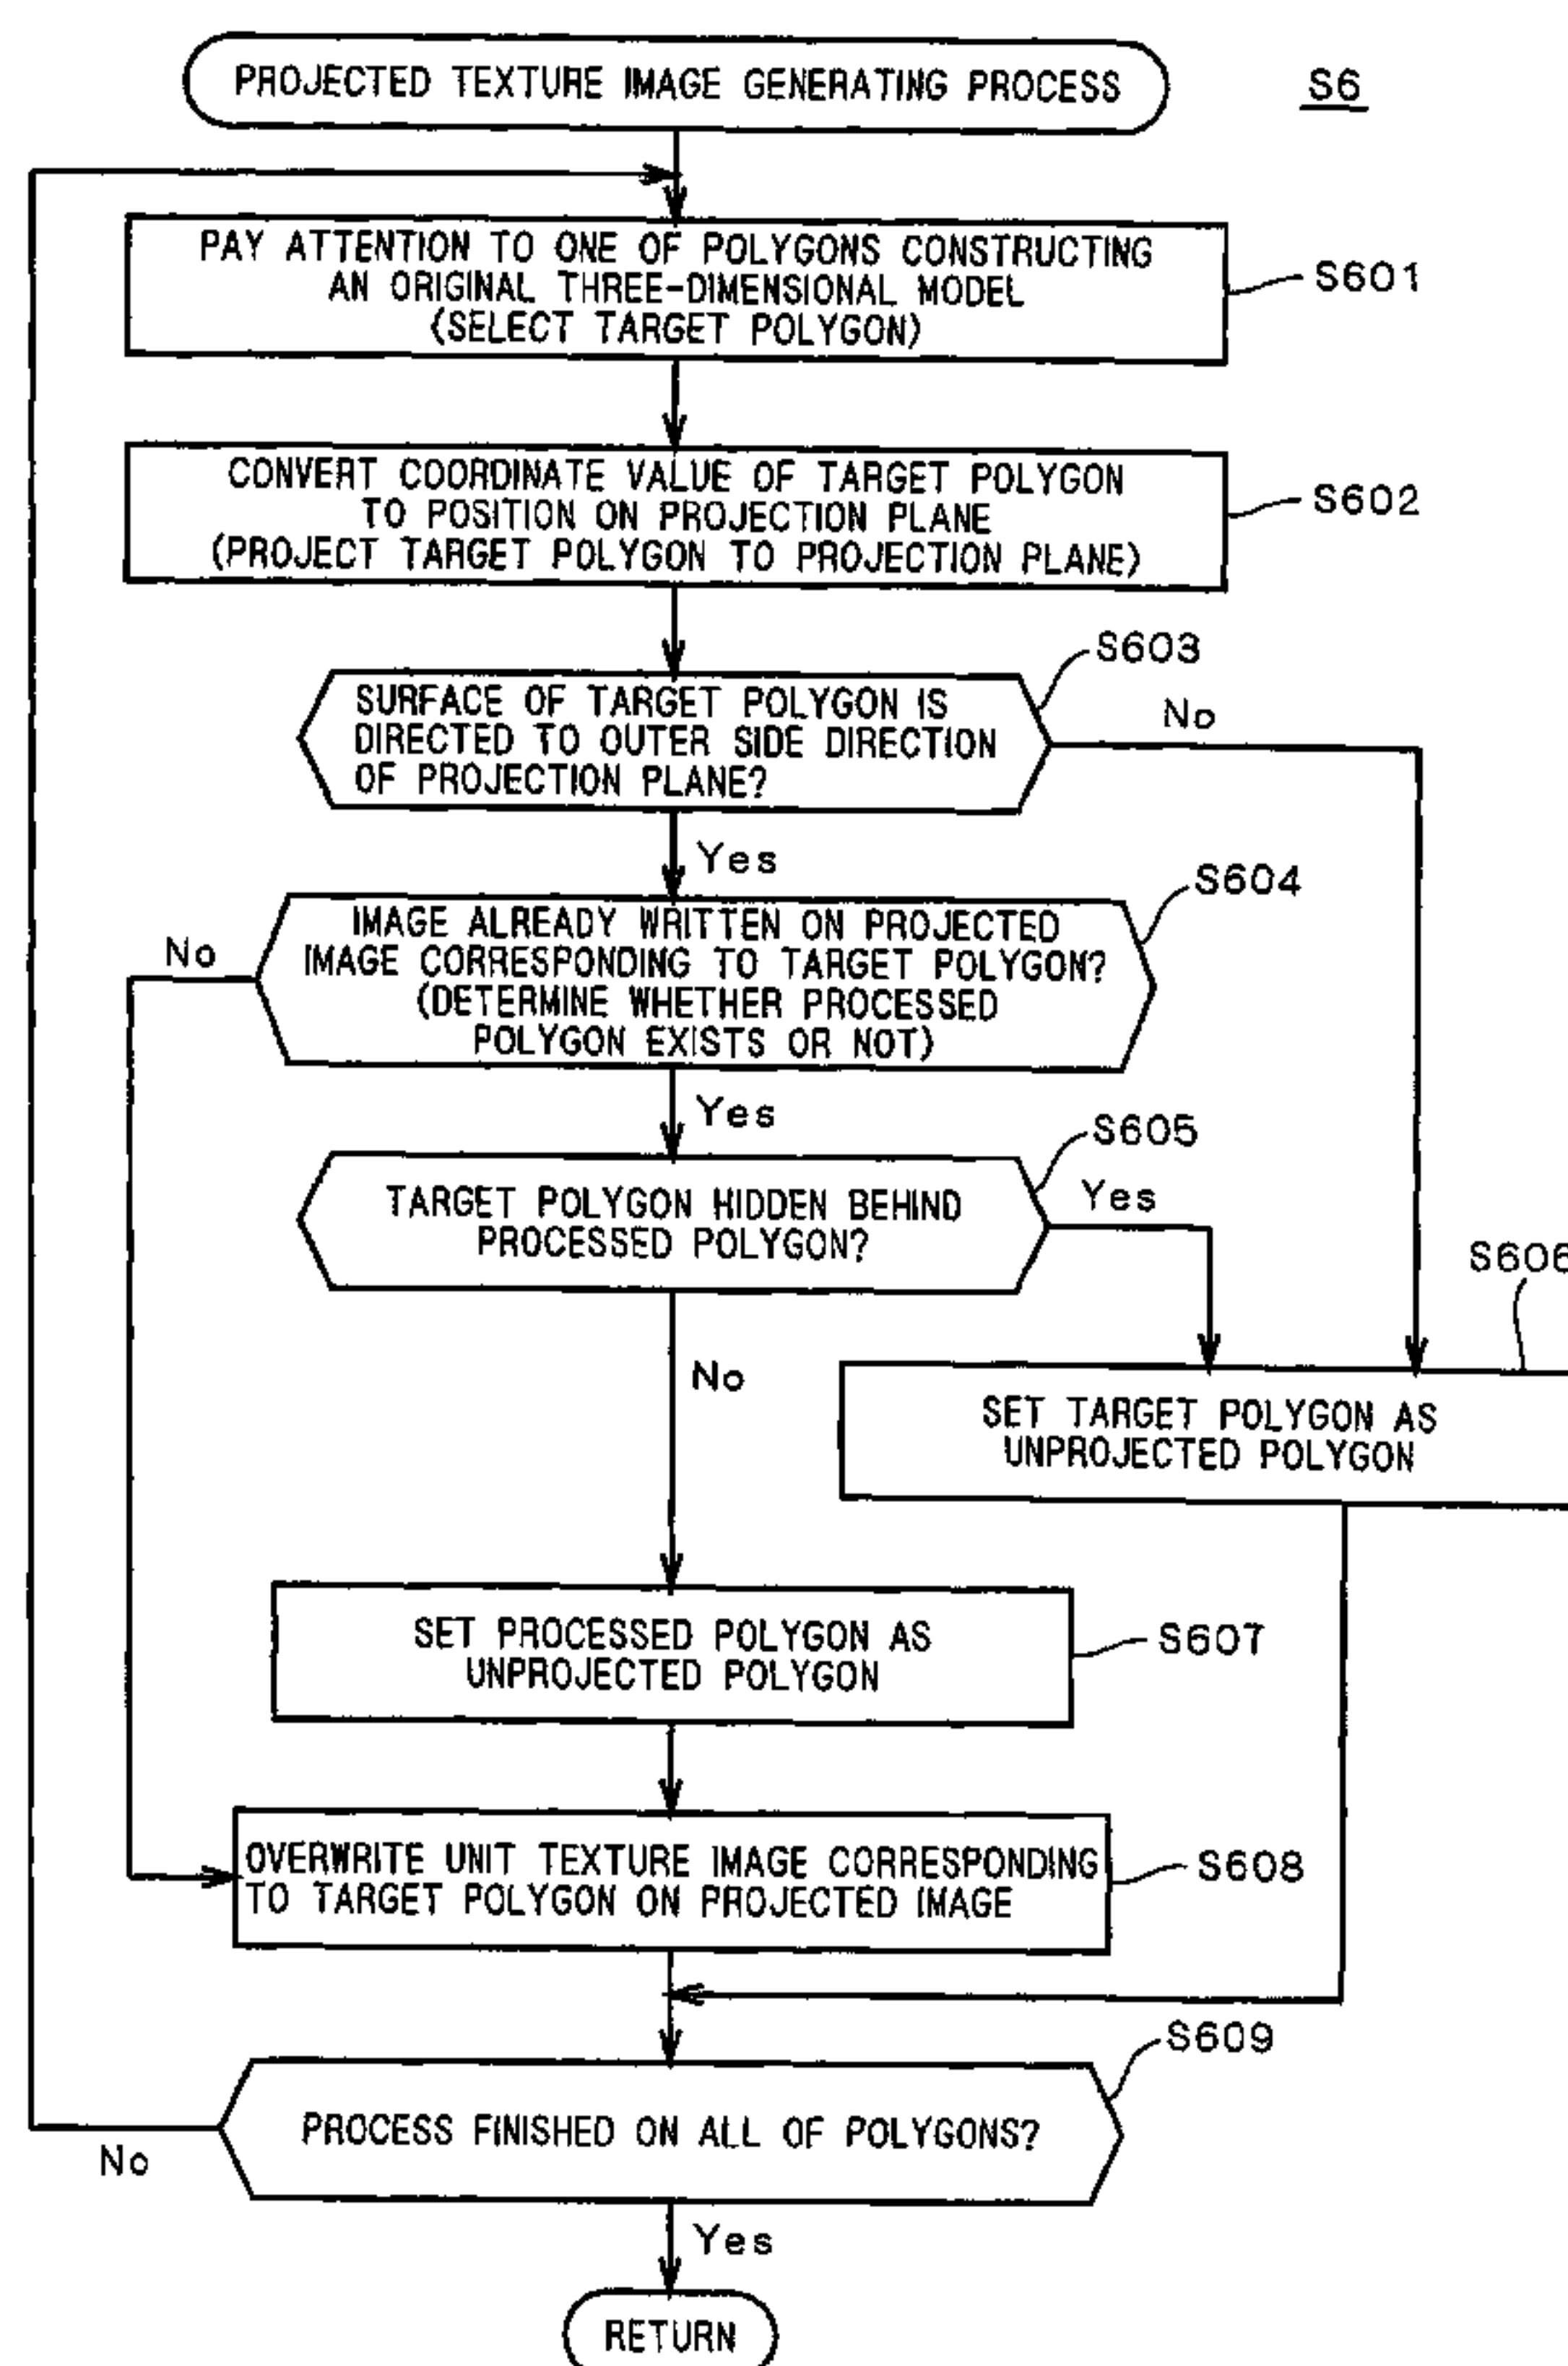 PROJECTED TEXTURE IMAGE GENERATING PROCESS
S6
PAY ATTENTION TO ONE OF POLYGONS CONSTRUCTING
AN ORIGINAL THREE-DIMENSIONAL MODEL
(SELECT TARGET POLYGON)
S601
CONVERT COORDINATE VALUE OF TARGET POLYGON
TO POSITION ON PROJECTION PLANE
(PROJECT TARGET POLYGON TO PROJECTION PLANE)
S602
S603
SURFACE OF TARGET POLYGON IS
DIRECTED TO OUTER SIDE DIRECTION
OF PROJECTION PLANE?
No
Yes
S604
IMAGE ALREADY WRITTEN ON PROJECTED
IMAGE CORRESPONDING TO TARGET POLYGON?
(DETERMINE WHETHER PROCESSED
POLYGON EXISTS OR NOT)
No
Yes
S605
TARGET POLYGON HIDDEN BEHIND
PROCESSED POLYGON?
Yes
No
S606
SET TARGET POLYGON AS
UNPROJECTED POLYGON
SET PROCESSED POLYGON AS
UNPROJECTED POLYGON
S607
OVERWRITE UNIT TEXTURE IMAGE CORRESPONDING
TO TARGET POLYGON ON PROJECTED IMAGE
S608
S609
PROCESS FINISHED ON ALL OF POLYGONS?
No
Yes
RETURN